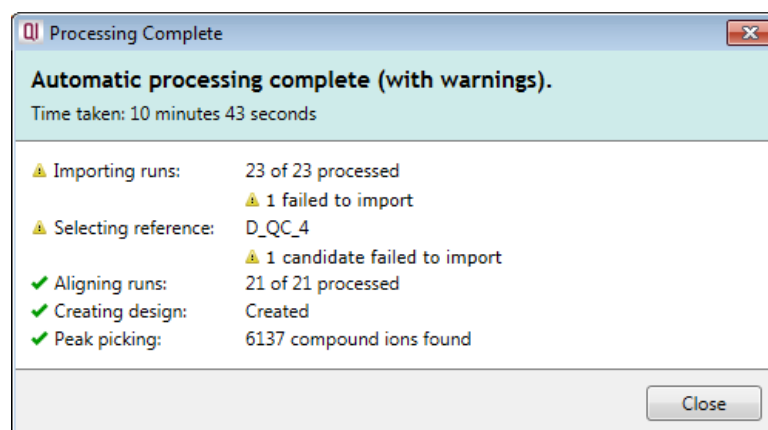 QI Processing Complete
Automatic processing complete (with warnings).
Time taken: 10 minutes 43 seconds
Importing runs: 23 of 23 processed
1 failed to import
Selecting reference: D_QC_4
1 candidate failed to import
Aligning runs: 21 of 21 processed
Creating design: Created
Peak picking: 6137 compound ions found
Close